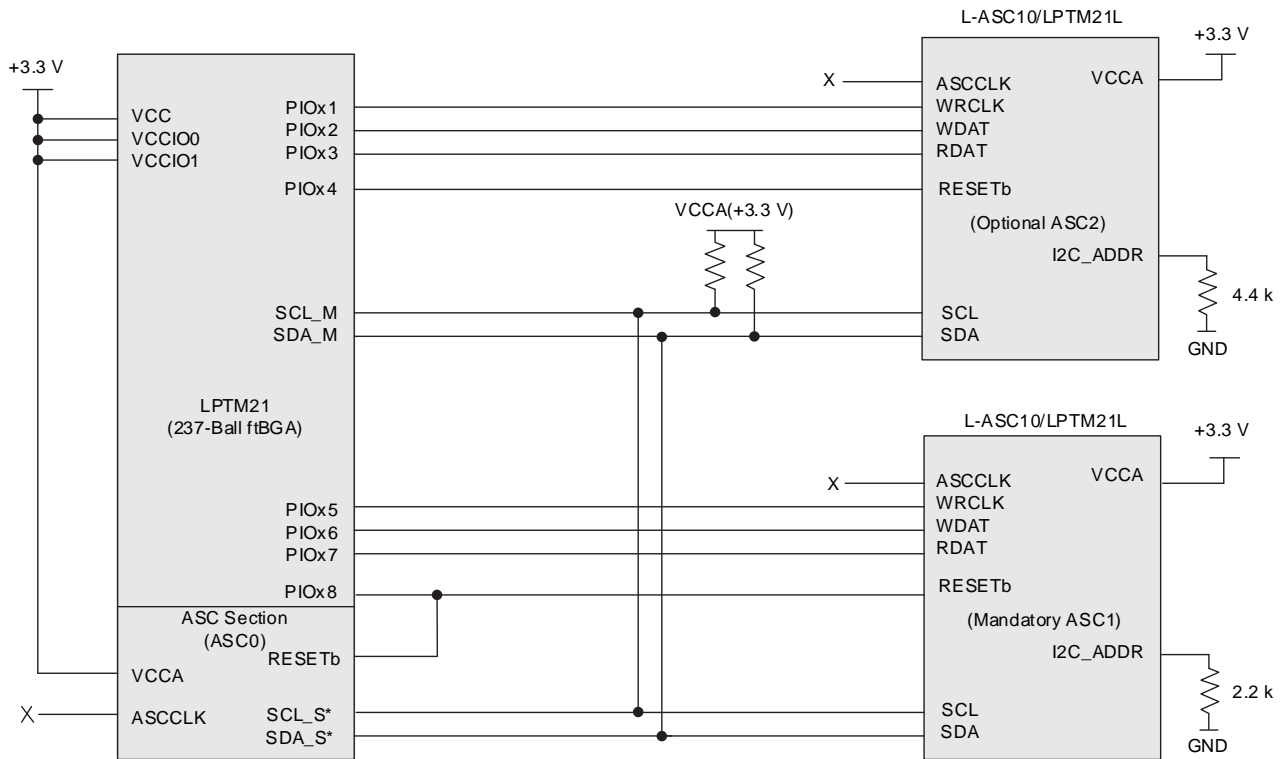 L-ASC10/LPTM21L
+3.3 V
+3.3 V
X
ASCCLK
VCCA
WRCLK
WDAT
RDAT
RESETb
(Optional ASC2)
I2C_ADDR
4.4 k
GND
SCL
SDA
VCC
VCCIO0
VCCIO1
PIOx1
PIOx2
PIOx3
PIOx4
VCCA(+3.3 V)
SCL_M
SDA_M
LPTM21
(237-Ball ftBGA)
PIOx5
PIOx6
PIOx7
PIOx8
ASC Section
(ASC0)
RESETb
VCCA
X
ASCCLK
SCL_S*
SDA_S*
L-ASC10/LPTM21L
+3.3 V
X
ASCCLK
VCCA
WRCLK
WDAT
RDAT
RESETb
(Mandatory ASC1)
I2C_ADDR
2.2 k
GND
SCL
SDA